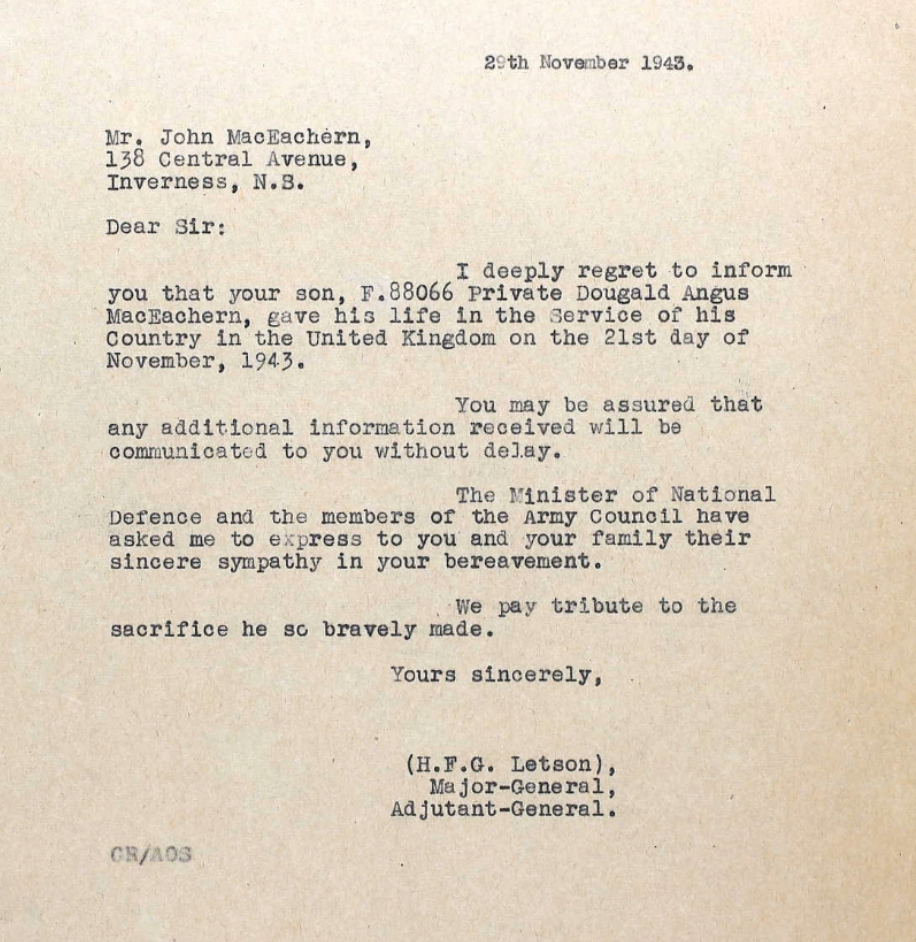 29th November 1943.
Mr. John MacEachern,
138 Central Avenue,
Inverness, N.S.
Dear Sir:
I deeply regret to inform
you that your son, F.88066 Private Dougald Angus
MacEachern, gave his life in the Service of his
Country in the United Kingdom on the 21st day of
November, 1943.
You may be assured that
any additional information received will be
communicated to you without delay.
The Minister of National
Defence and the members of the Army Council have
asked me to express to you and your family their
sincere sympathy in your bereavement.
We pay tribute to the
sacrifice he so bravely made.
Yours sincerely,
(H.F.G. Letson),
Major-General,
Adjutant-General.
CR/AOS